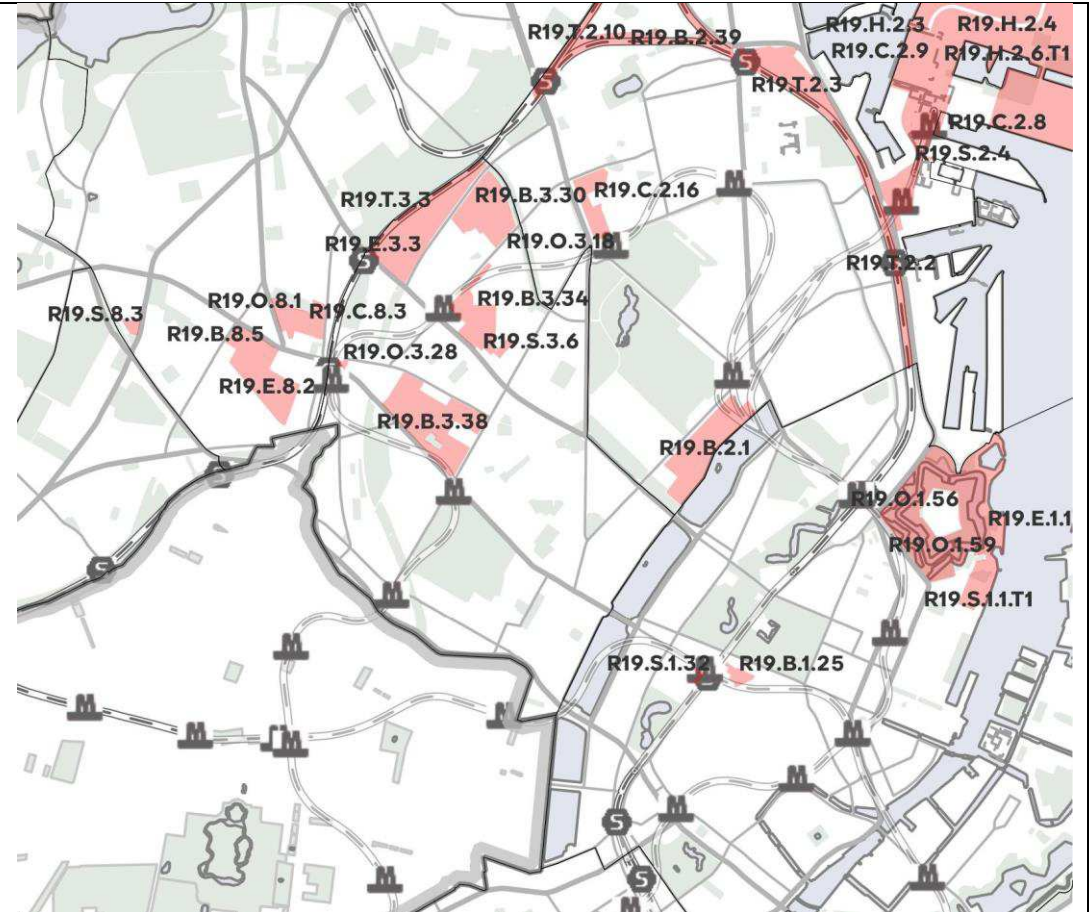 R19.H.2.3
R19.H.2.4
R19.T.2.10
R19.B.2.39
R19.C.2.9
R19.H.2.6.T1
S
S
R19.T.2.3
M
R19.C.2.8
R19.S.2.4
M
R19.T.3.3
R19.B.3.30
R19.C.2.16
M
R19.E.3.3
R19.O.3.18
M
S
R19.T.2.2
R19.O.8.1
R19.C.8.3
M
R19.B.3.34
R19.S.8.3
R19.B.8.5
R19.S.3.6
R19.O.3.28
M
R19.E.8.2
M
R19.B.3.38
R19.B.2.1
S
M
M
R19.O.1.56
R19.E.1.1
R19.O.1.59
S
M
R19.S.1.1.T1
M
M
R19.S.1.32
R19.B.1.25
M
M
M
M
M
M
M
S
M
M
S
M